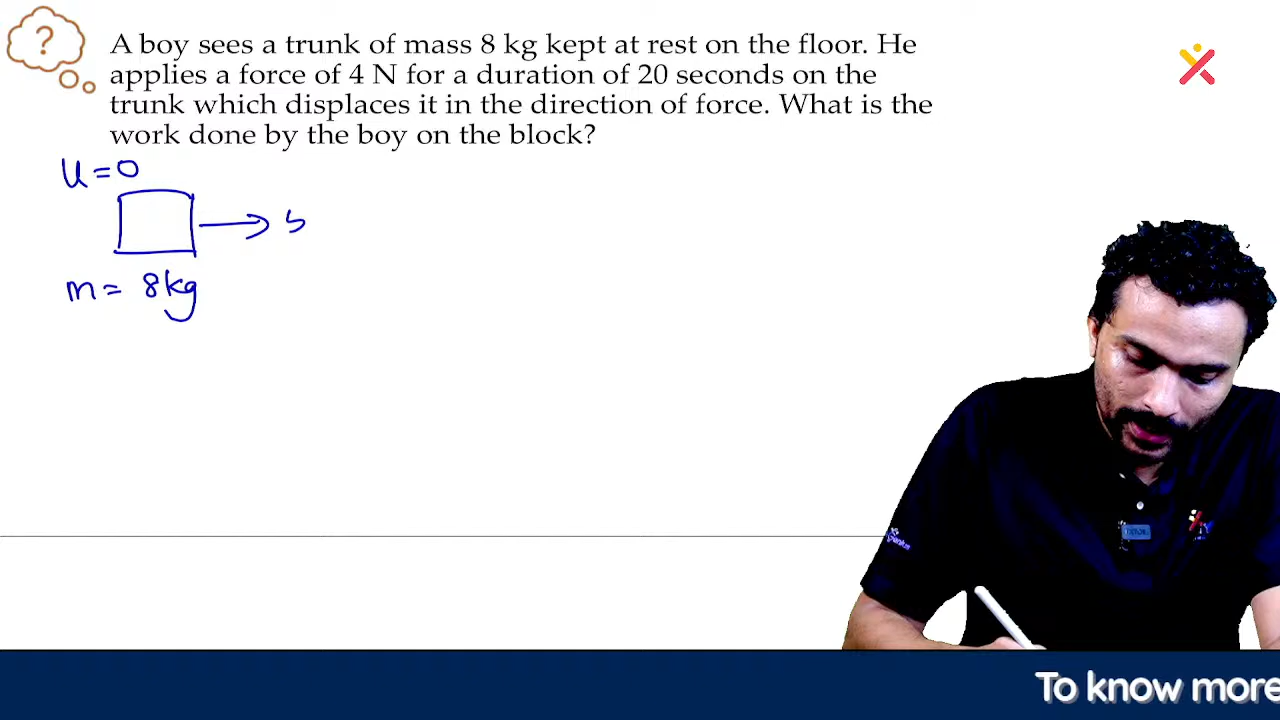 ?
A boy sees a trunk of mass 8 kg kept at rest on the floor. He
applies a force of 4 N for a duration of 20 seconds on the
trunk which displaces it in the direction of force. What is the
work done by the boy on the block?
u = 0
s
m = 8kg
To know more